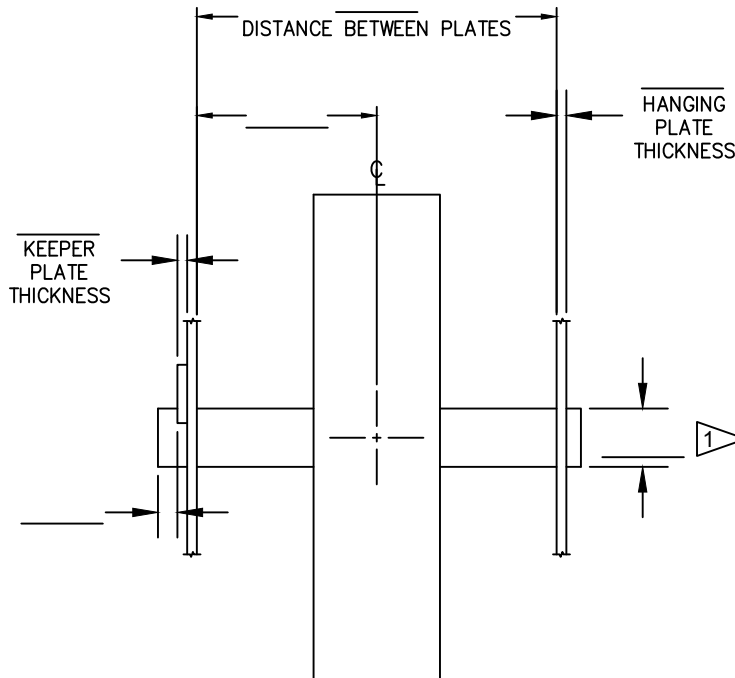 DISTANCE BETWEEN PLATES
HANGING
PLATE
THICKNESS
℄
KEEPER
PLATE
THICKNESS
1